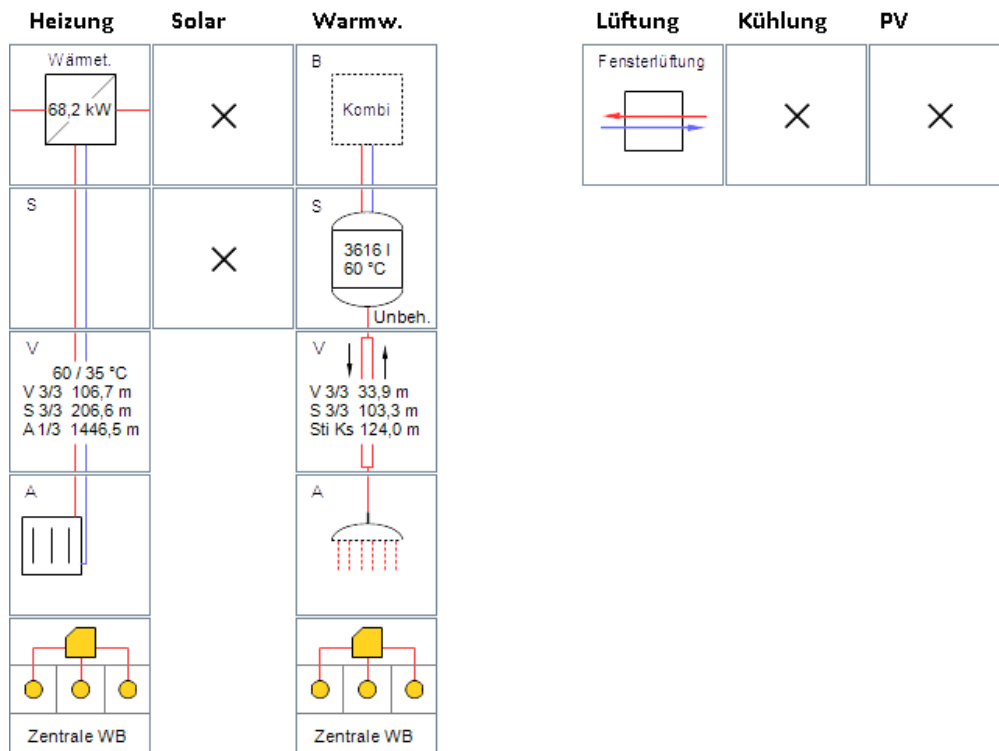 Heizung Solar Warmw. Lüftung Kühlung PV
Wärmet.
68,2 kW
B
Kombi
Fensterlüftung
S
S
3616 l
60 °C
Unbeh.
V
60 / 35 °C
V 3/3 106,7 m
S 3/3 206,6 m
A 1/3 1446,5 m
V
V 3/3 33,9 m
S 3/3 103,3 m
Sti Ks 124,0 m
A
A
Zentrale WB
Zentrale WB